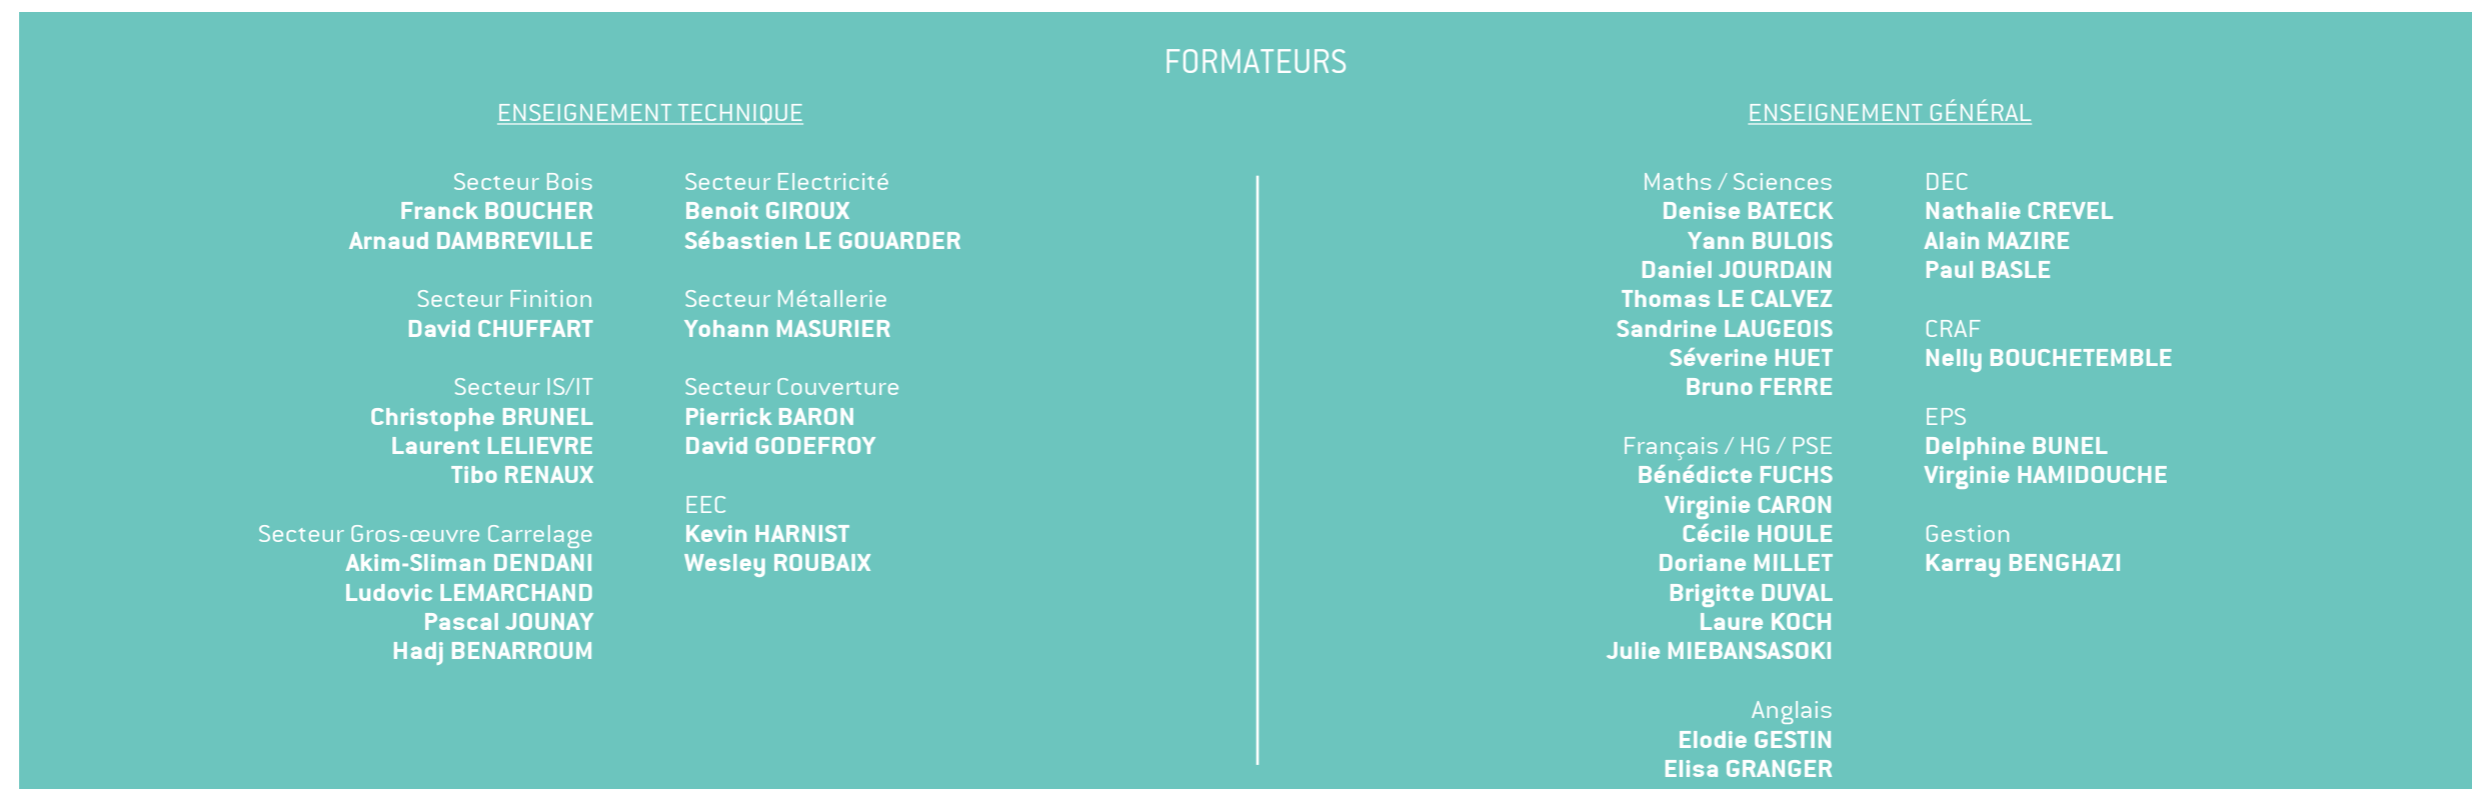 FORMATEURS
ENSEIGNEMENT TECHNIQUE
Secteur Bois
Franck BOUCHER
Arnaud DAMBREVILLE
Secteur Finition
David CHUFFART
Secteur IS/IT
Christophe BRUNEL
Laurent LELIEVRE
Tibo RENAUX
Secteur Gros-œuvre Carrelage
Akim-Sliman DENDANI
Ludovic LEMARCHAND
Pascal JOUNAY
Hadj BENARROUM
Secteur Electricité
Benoit GIROUX
Sébastien LE GOUARDER
Secteur Métallerie
Yohann MASURIER
Secteur Couverture
Pierrick BARON
David GODEFROY
EEC
Kevin HARNIST
Wesley ROUBAIX
ENSEIGNEMENT GÉNÉRAL
Maths / Sciences
Denise BATECK
Yann BULOIS
Daniel JOURDAIN
Thomas LE CALVEZ
Sandrine LAUGEOIS
Séverine HUET
Bruno FERRE
Français / HG / PSE
Bénédicte FUCHS
Virginie CARON
Cécile HOULE
Doriane MILLET
Brigitte DUVAL
Laure KOCH
Julie MIEBANSASOKI
Anglais
Elodie GESTIN
Elisa GRANGER
DEC
Nathalie CREVEL
Alain MAZIRE
Paul BASLE
CRAF
Nelly BOUCHETEMBLE
EPS
Delphine BUNEL
Virginie HAMIDOUCHE
Gestion
Karray BENGHAZI